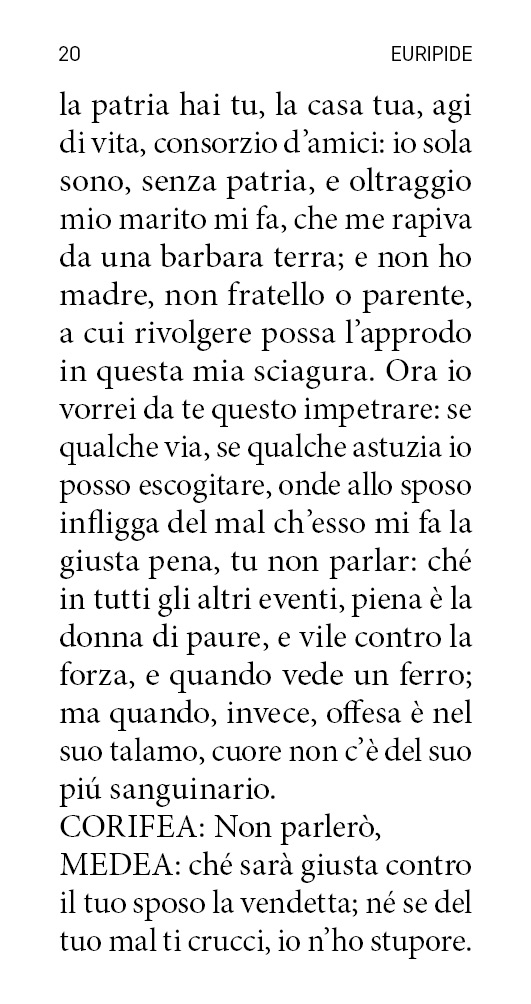 20 EURIPIDE
la patria hai tu, la casa tua, agi
di vita, consorzio d’amici: io sola
sono, senza patria, e oltraggio
mio marito mi fa, che me rapiva
da una barbara terra; e non ho
madre, non fratello o parente,
a cui rivolgere possa l’approdo
in questa mia sciagura. Ora io
vorrei da te questo impetrare: se
qualche via, se qualche astuzia io
posso escogitare, onde allo sposo
infligga del mal ch’esso mi fa la
giusta pena, tu non parlar: ché
in tutti gli altri eventi, piena è la
donna di paure, e vile contro la
forza, e quando vede un ferro;
ma quando, invece, offesa è nel
suo talamo, cuore non c’è del suo
piú sanguinario.
CORIFEA: Non parlerò,
MEDEA: ché sarà giusta contro
il tuo sposo la vendetta; né se del
tuo mal ti crucci, io n’ho stupore.